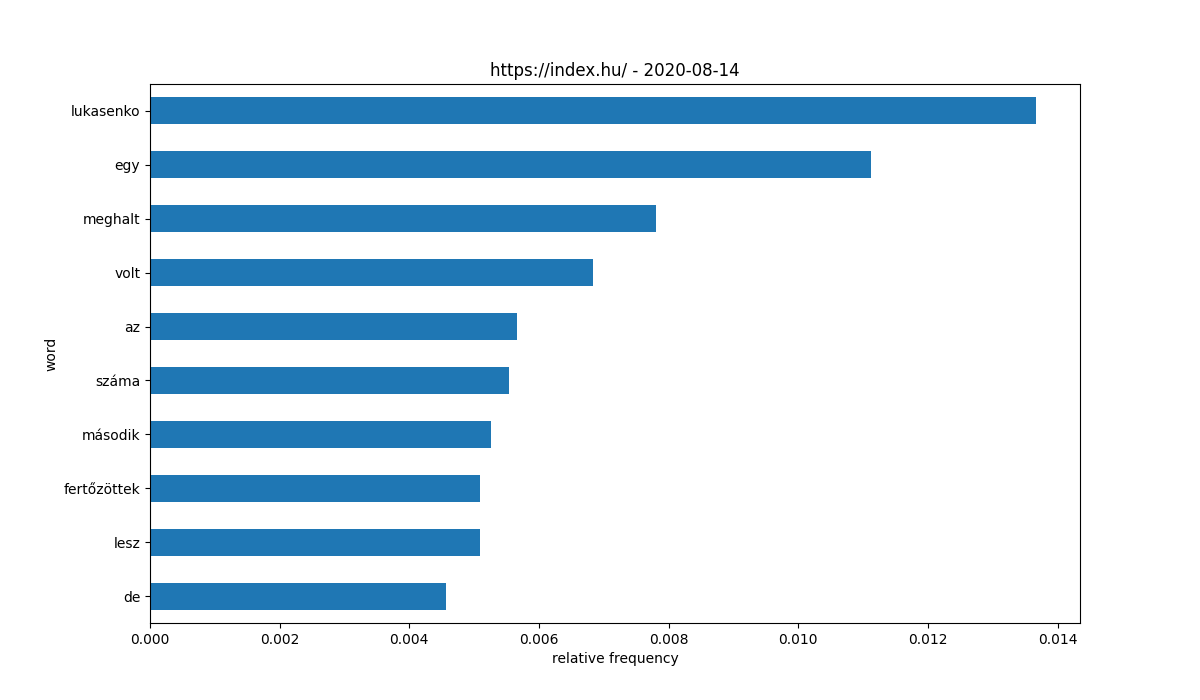 https://index.hu/ - 2020-08-14
lukasenko
egy
meghalt
volt
az
száma
második
fertőzöttek
lesz
de
word
0.000 0.002 0.004 0.006 0.008 0.010 0.012 0.014
relative frequency